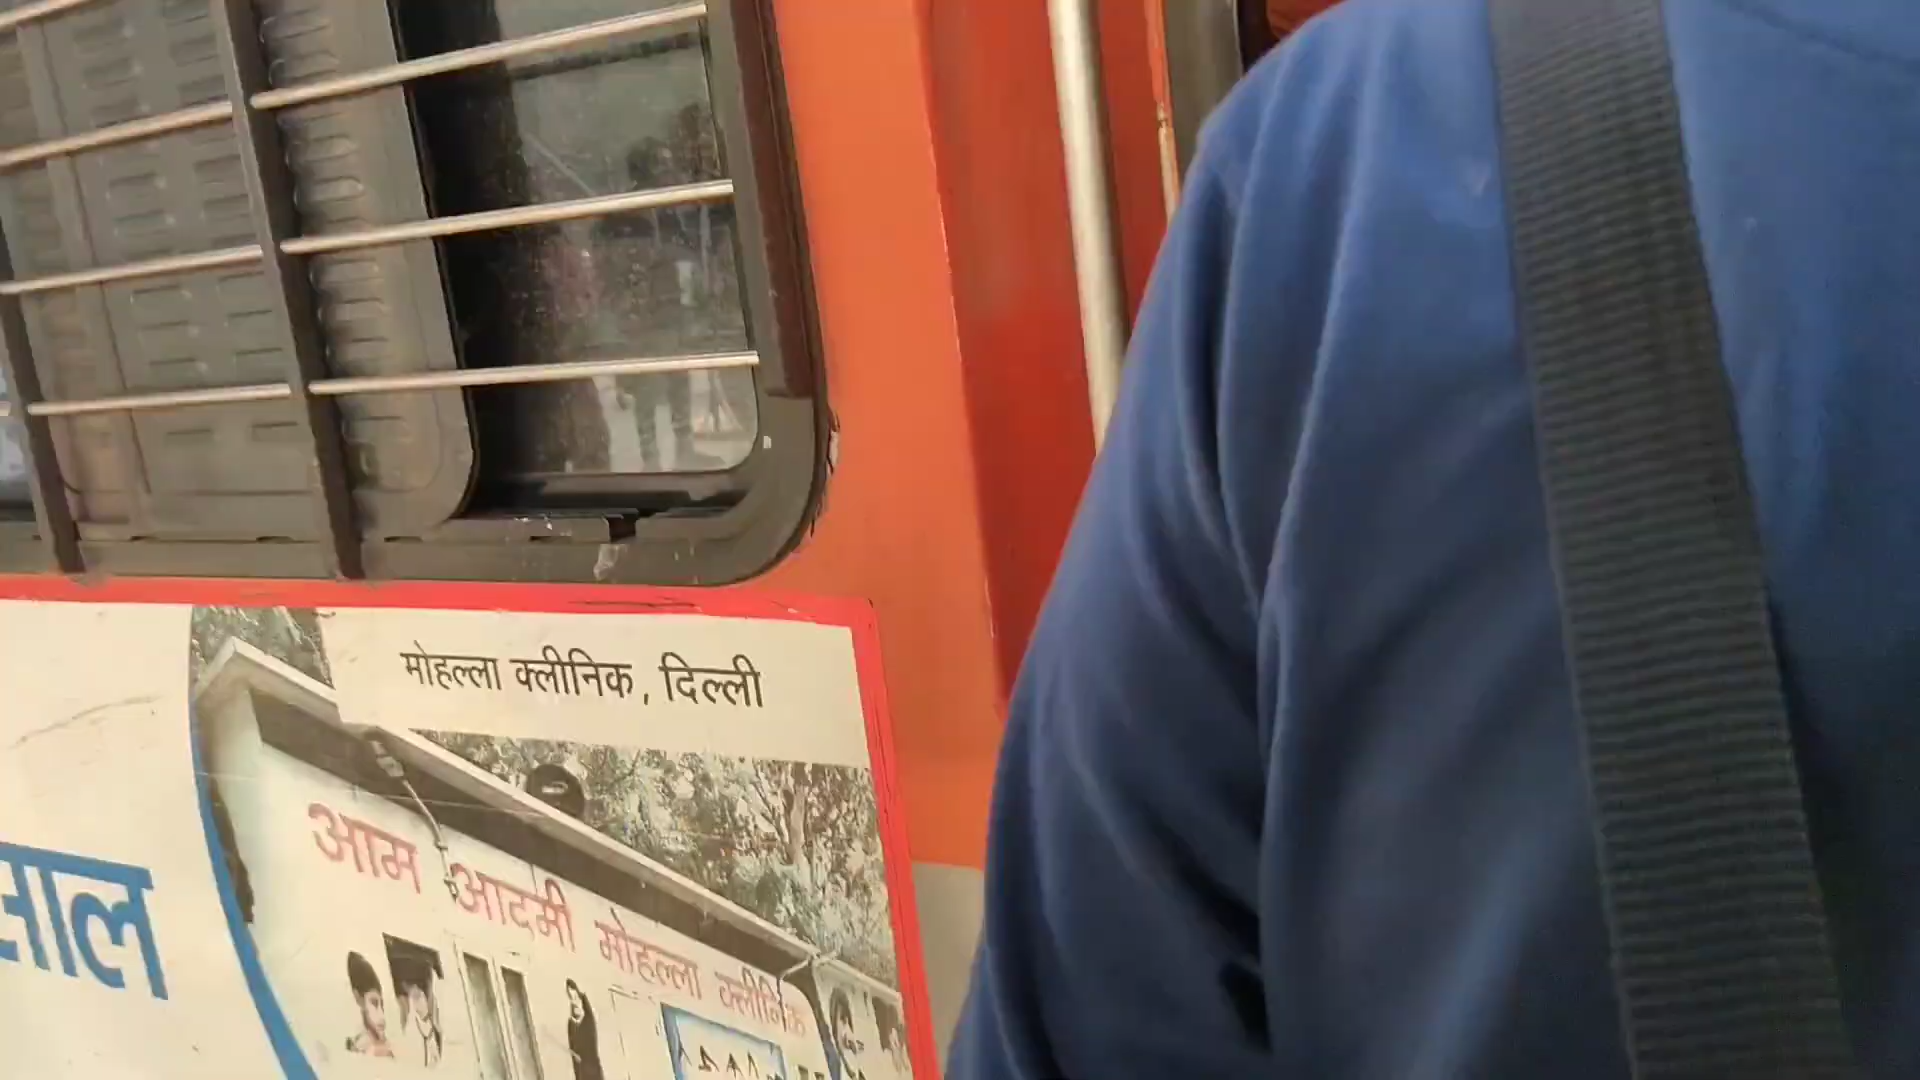 मोहल्ला क्लीनिक, दिल्ली
आम आदमी मोहल्ला क्लीनिक
साल